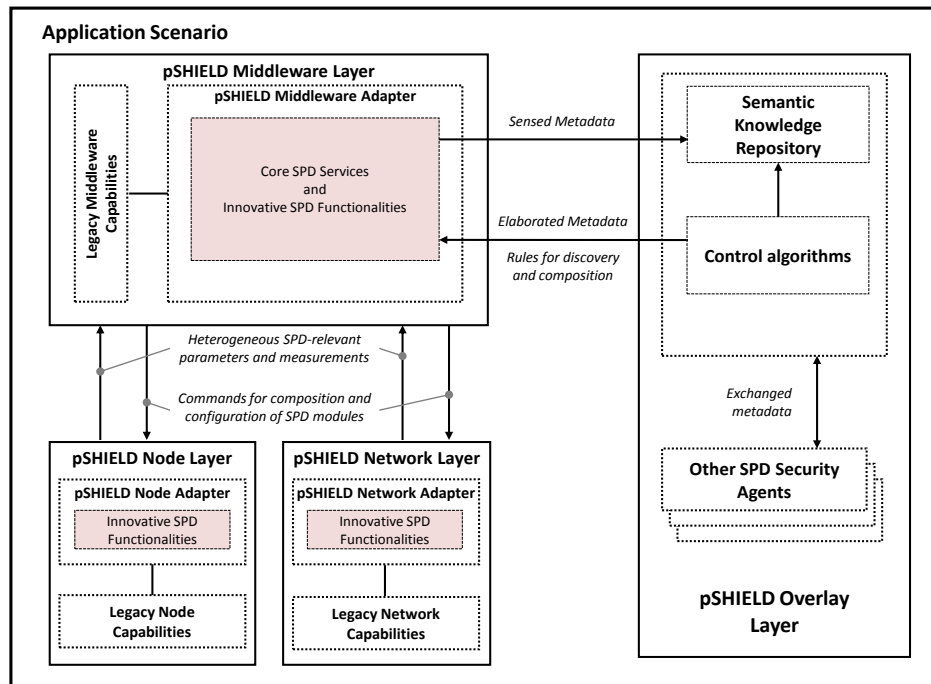 Application Scenario
pSHIELD Middleware Layer
pSHIELD Middleware Adapter
Legacy Middleware
Capabilities
Core SPD Services
and
Innovative SPD Functionalities
Sensed Metadata
Elaborated Metadata
Rules for discovery
and composition
Semantic
Knowledge
Repository
Control algorithms
Heterogeneous SPD-relevant
parameters and measurements
Commands for composition and
configuration of SPD modules
Exchanged
metadata
pSHIELD Node Layer
pSHIELD Node Adapter
Innovative SPD
Functionalities
Legacy Node
Capabilities
pSHIELD Network Layer
pSHIELD Network Adapter
Innovative SPD
Functionalities
Legacy Network
Capabilities
Other SPD Security
Agents
pSHIELD Overlay
Layer